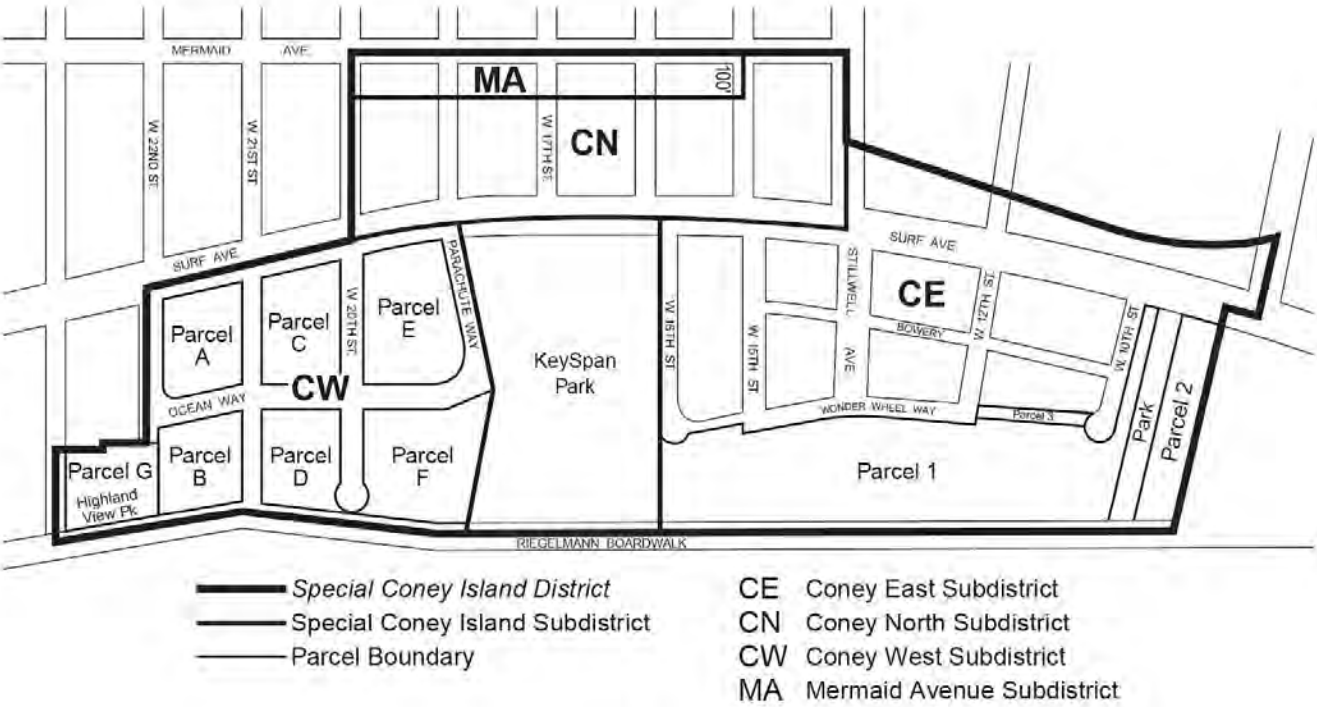 MERMAID AVE.
MA
100'
CN
W. 22ND ST.
W. 21ST ST.
W. 17TH ST.
SURF AVE.
SURF AVE
PARACHUTE WAY
STILLWELL
AVE
CE
W. 12TH ST.
BOWERY
W. 10TH ST
Parcel
A
Parcel
C
W. 20TH ST.
Parcel
E
KeySpan
Park
W. 16TH ST.
W. 15TH ST.
CW
OCEAN WAY
WONDER WHEEL WAY
Parcel 3
Park
Parcel 2
Parcel G
Highland
View Pk
Parcel
B
Parcel
D
Parcel
F
Parcel 1
RIEGELMANN BOARDWALK
Special Coney Island District
Special Coney Island Subdistrict
Parcel Boundary
CE Coney East Subdistrict
CN Coney North Subdistrict
CW Coney West Subdistrict
MA Mermaid Avenue Subdistrict